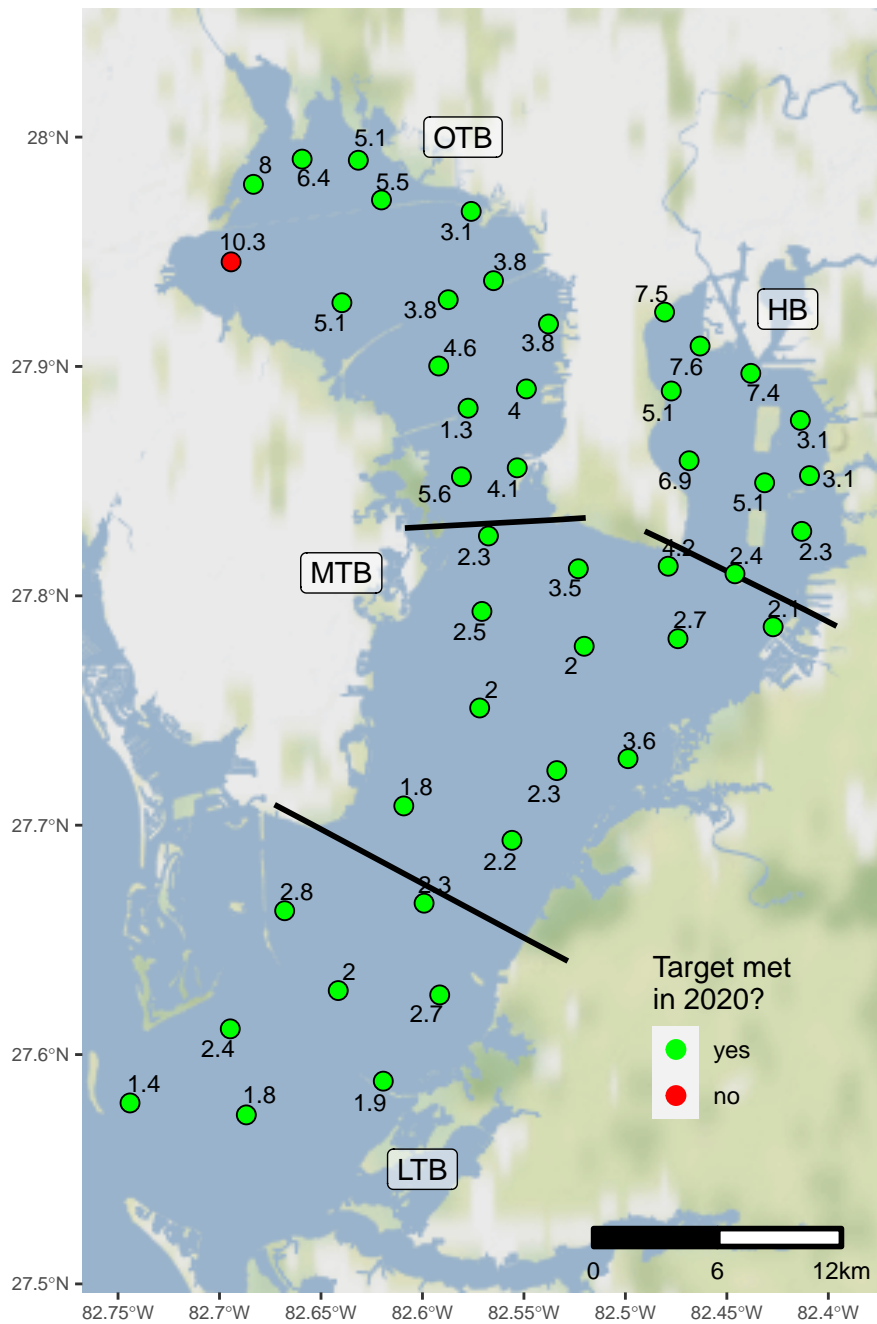 28°N
27.9°N
27.8°N
27.7°N
27.6°N
27.5°N
5.1
OTB
8
6.4
5.5
3.1
10.3
3.8
5.1
3.8
3.8
7.5
HB
4.6
7.6
7.4
5.1
4
1.3
3.1
5.6
4.1
6.9
5.1
3.1
2.3
2.3
MTB
3.5
4.2
2.4
2.5
2
2.7
2.1
2
3.6
2.3
1.8
2.2
2.3
2.8
2
2.7
2.4
1.4
1.8
1.9
LTB
Target met
in 2020?
yes
no
0 6 12km
82.75°W 82.7°W 82.65°W 82.6°W 82.55°W 82.5°W 82.45°W 82.4°W